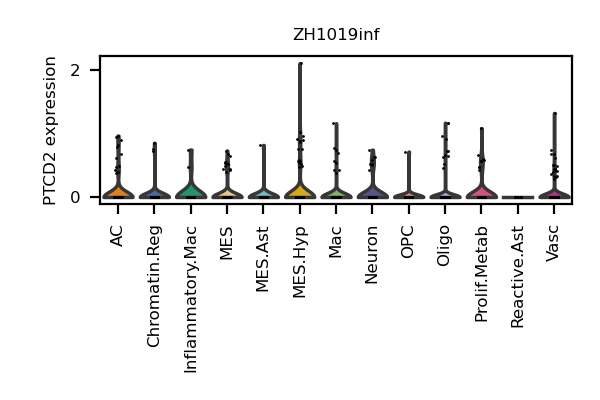 ZH1019inf
PTCD2 expression
2
0
AC
Chromatin.Reg
Inflammatory.Mac
MES
MES.Ast
MES.Hyp
Mac
Neuron
OPC
Oligo
Prolif.Metab
Reactive.Ast
Vasc